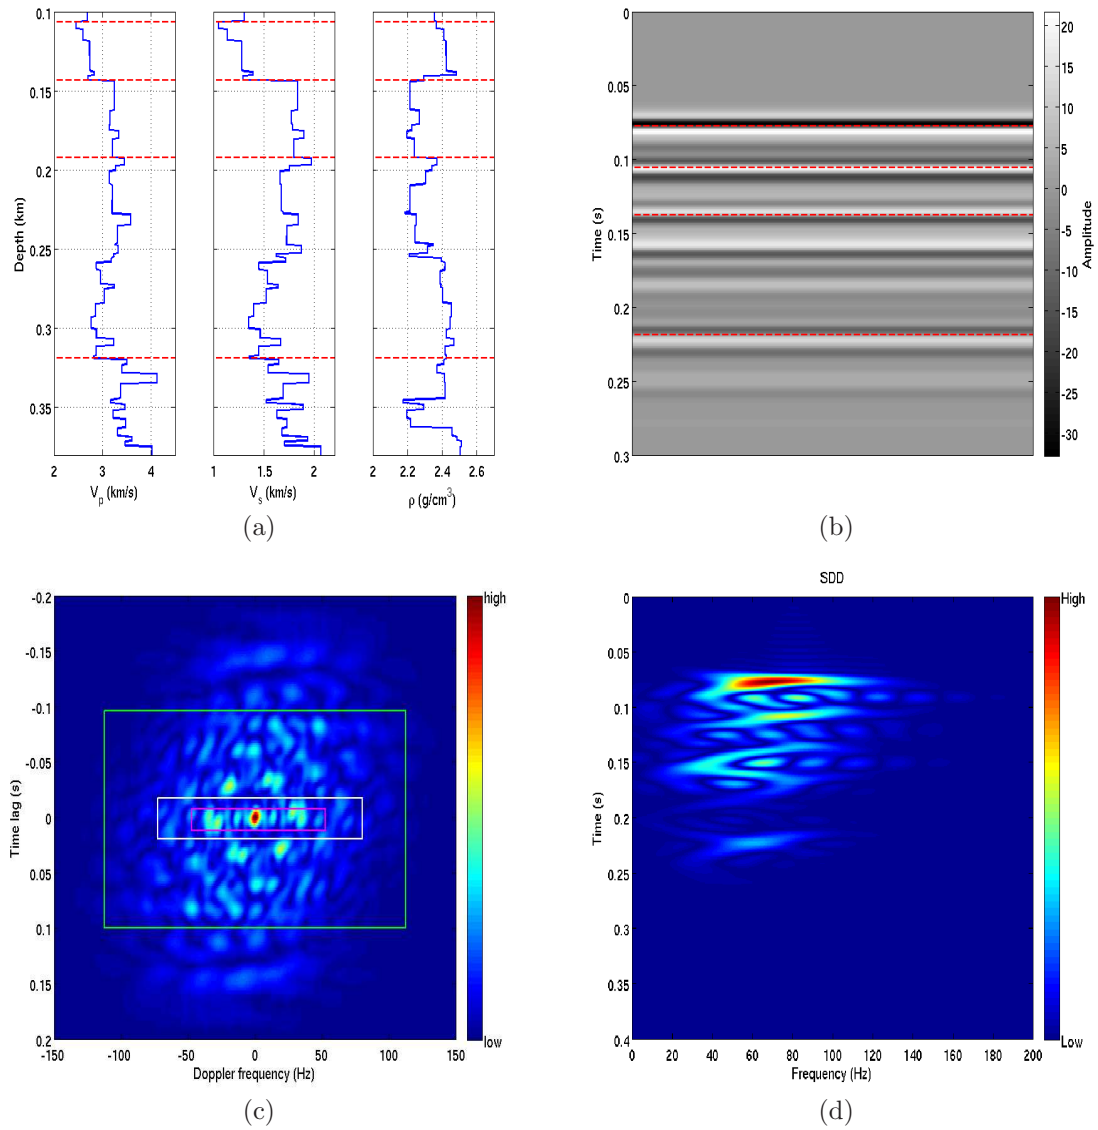 0.1
0.15
0.2
0.25
0.3
0.35
Depth (km)
2 3 4
Vp (km/s)
1 1.5 2
Vs (km/s)
2 2.2 2.4 2.6
ρ (g/cm³)
(a)
0
0.05
0.1
0.15
0.2
0.25
0.3
Time (s)
20
15
10
5
0
-5
-10
-15
-20
-25
-30
Amplitude
(b)
-0.2
-0.15
-0.1
-0.05
0
0.05
0.1
0.15
0.2
Time lag (s)
-150 -100 -50 0 50 100 150
Doppler frequency (Hz)
high
low
(c)
SDD
0
0.05
0.1
0.15
0.2
0.25
0.3
0.35
0.4
Time (s)
0 20 40 60 80 100 120 140 160 180 200
Frequency (Hz)
High
Low
(d)